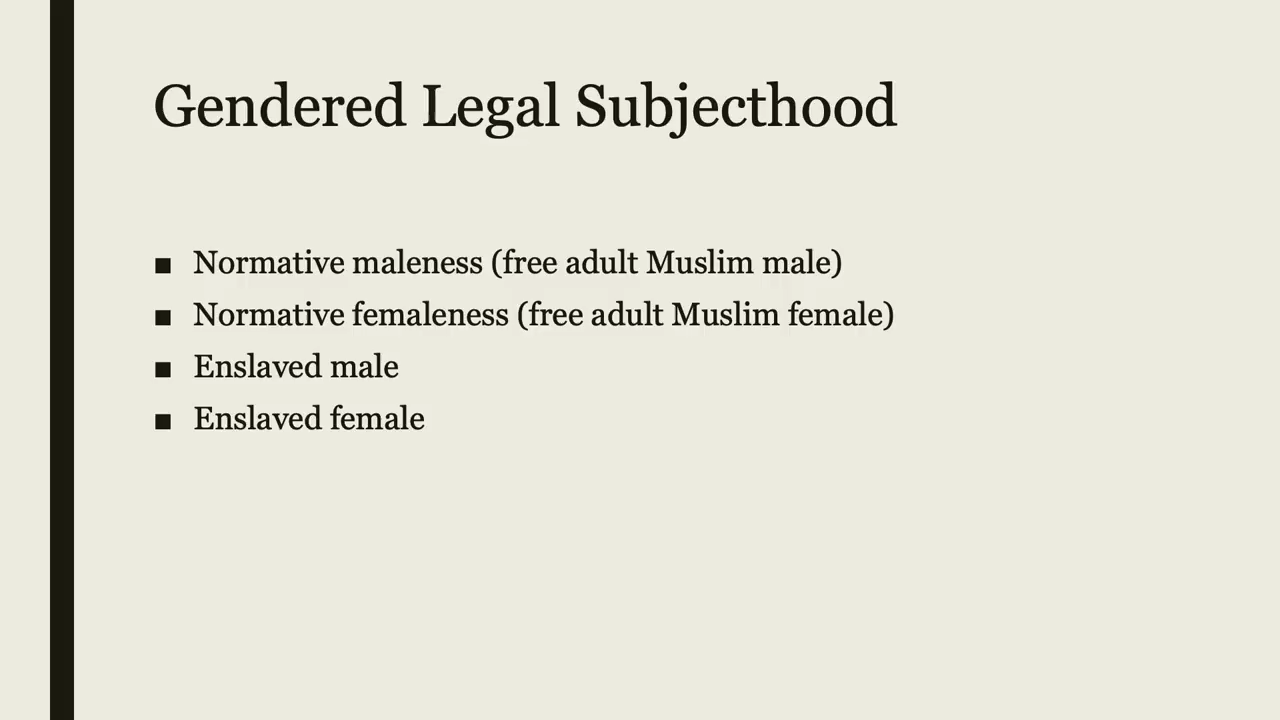 Gendered Legal Subjecthood
▪ Normative maleness (free adult Muslim male)
▪ Normative femaleness (free adult Muslim female)
▪ Enslaved male
▪ Enslaved female